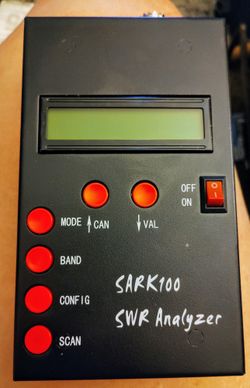 OFF
ON
MODE ↑CAN ↓VAL
BAND
CONFIG
SCAN
SARK100
SWR Analyzer